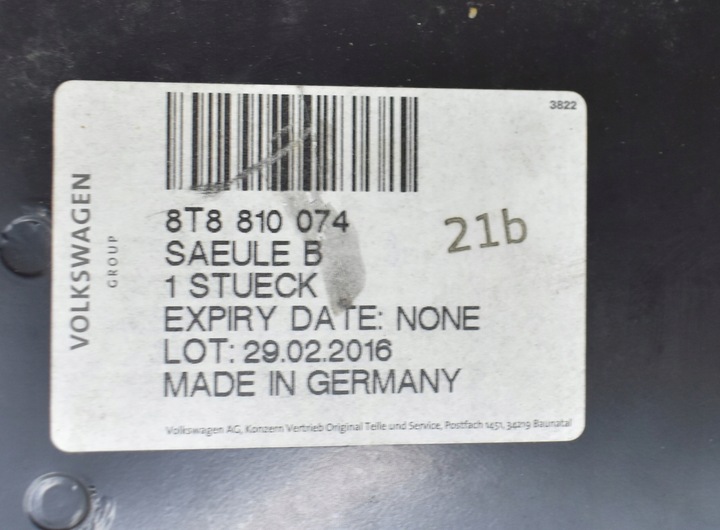 3822
VOLKSWAGEN
GROUP
8T8 810 074
SAEULE B
1 STUECK
EXPIRY DATE: NONE
LOT: 29.02.2016
MADE IN GERMANY
21b
Volkswagen AG, Konzern Vertrieb Original Teile und Service, Postfach 1451, 34219 Baunatal